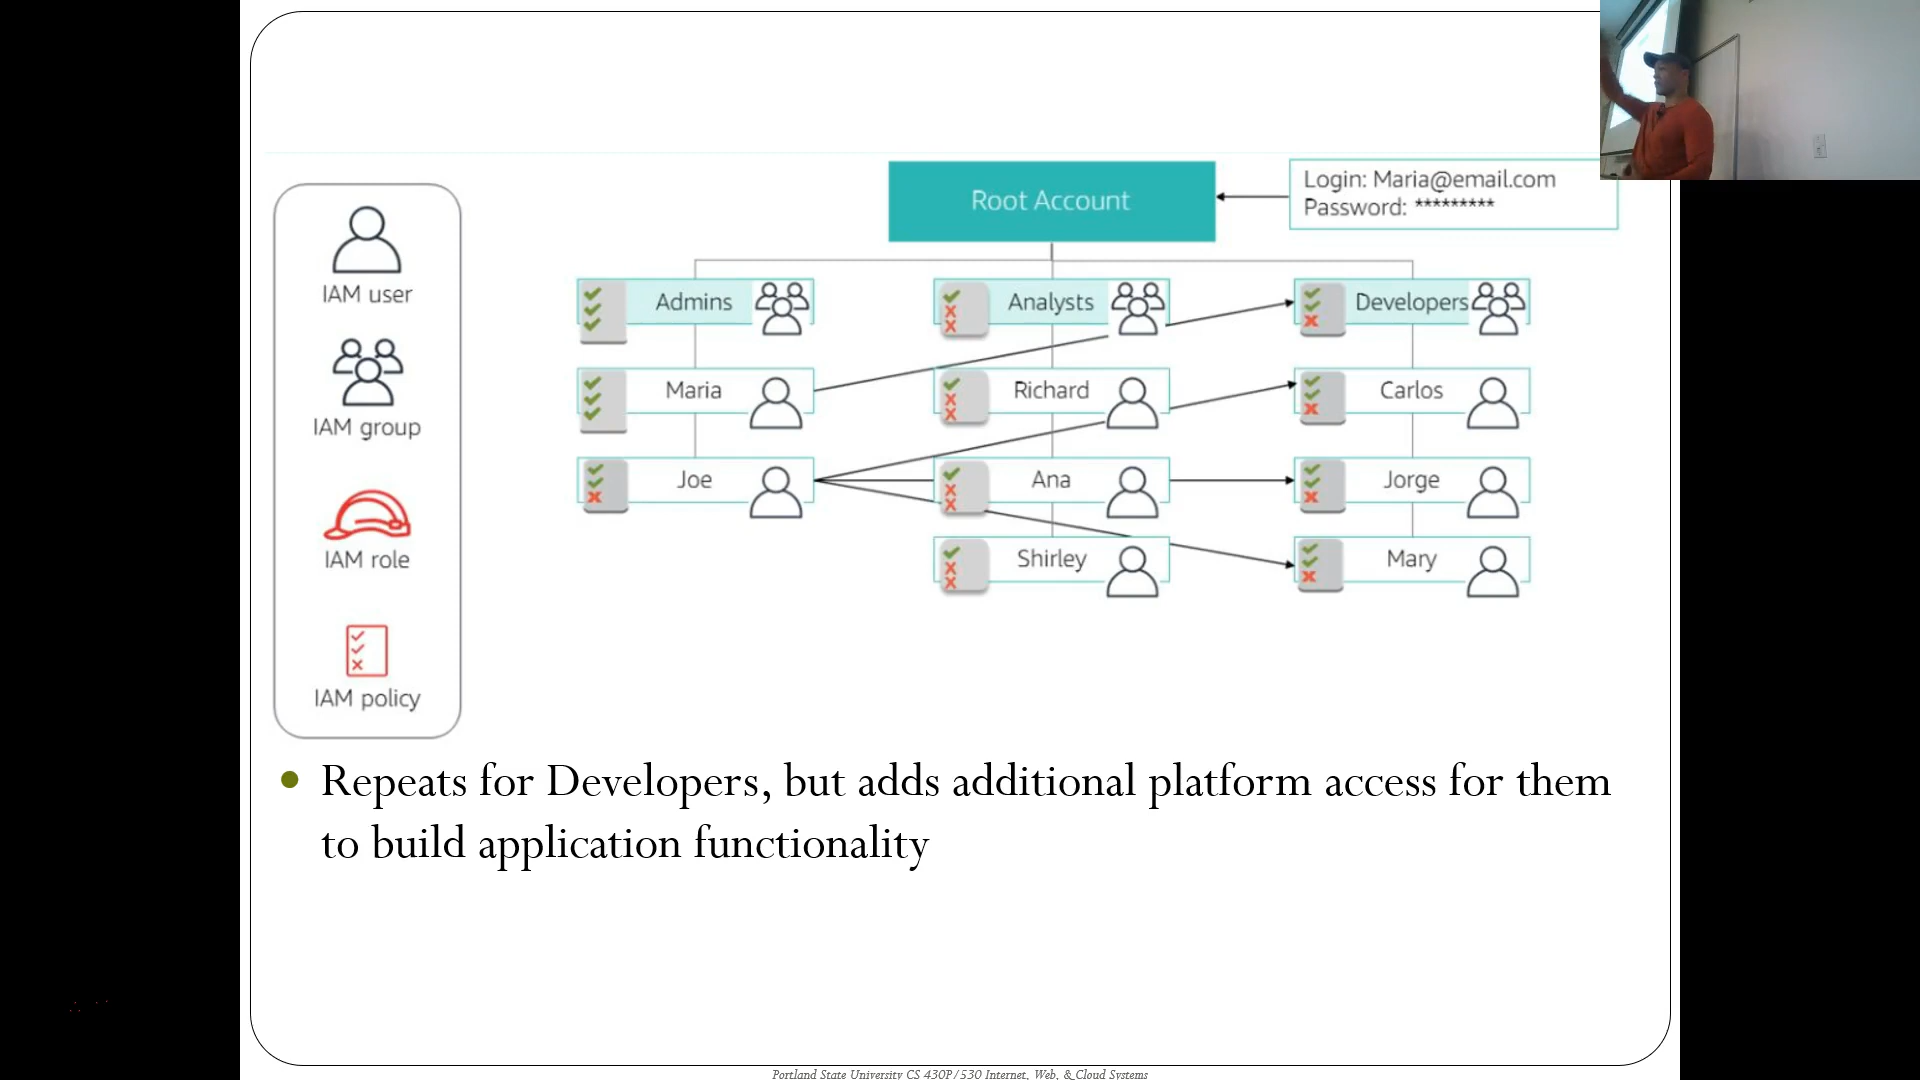 Root Account
Login: Maria@email.com
Password: *********
IAM user
IAM group
IAM role
IAM policy
Admins
Analysts
Developers
Maria
Richard
Carlos
Joe
Ana
Jorge
Shirley
Mary
Repeats for Developers, but adds additional platform access for them
to build application functionality
Portland State University CS 430P/530 Internet, Web, & Cloud Systems